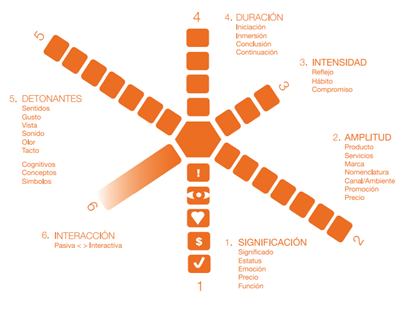 4
4. DURACIÓN
Iniciación
Inmersión
Conclusión
Continuación
5
3
3. INTENSIDAD
Reflejo
Hábito
Compromiso
5. DETONANTES
Sentidos
Gusto
Vista
Sonido
Olor
Tacto
Cognitivos
Conceptos
Símbolos
2. AMPLITUD
Producto
Servicios
Marca
Nomenclatura
Canal/Ambiente
Promoción
Precio
!
6
2
$
6. INTERACCIÓN
Pasiva < > Interactiva
1. SIGNIFICACIÓN
Significado
Estatus
Emoción
Precio
Función
1